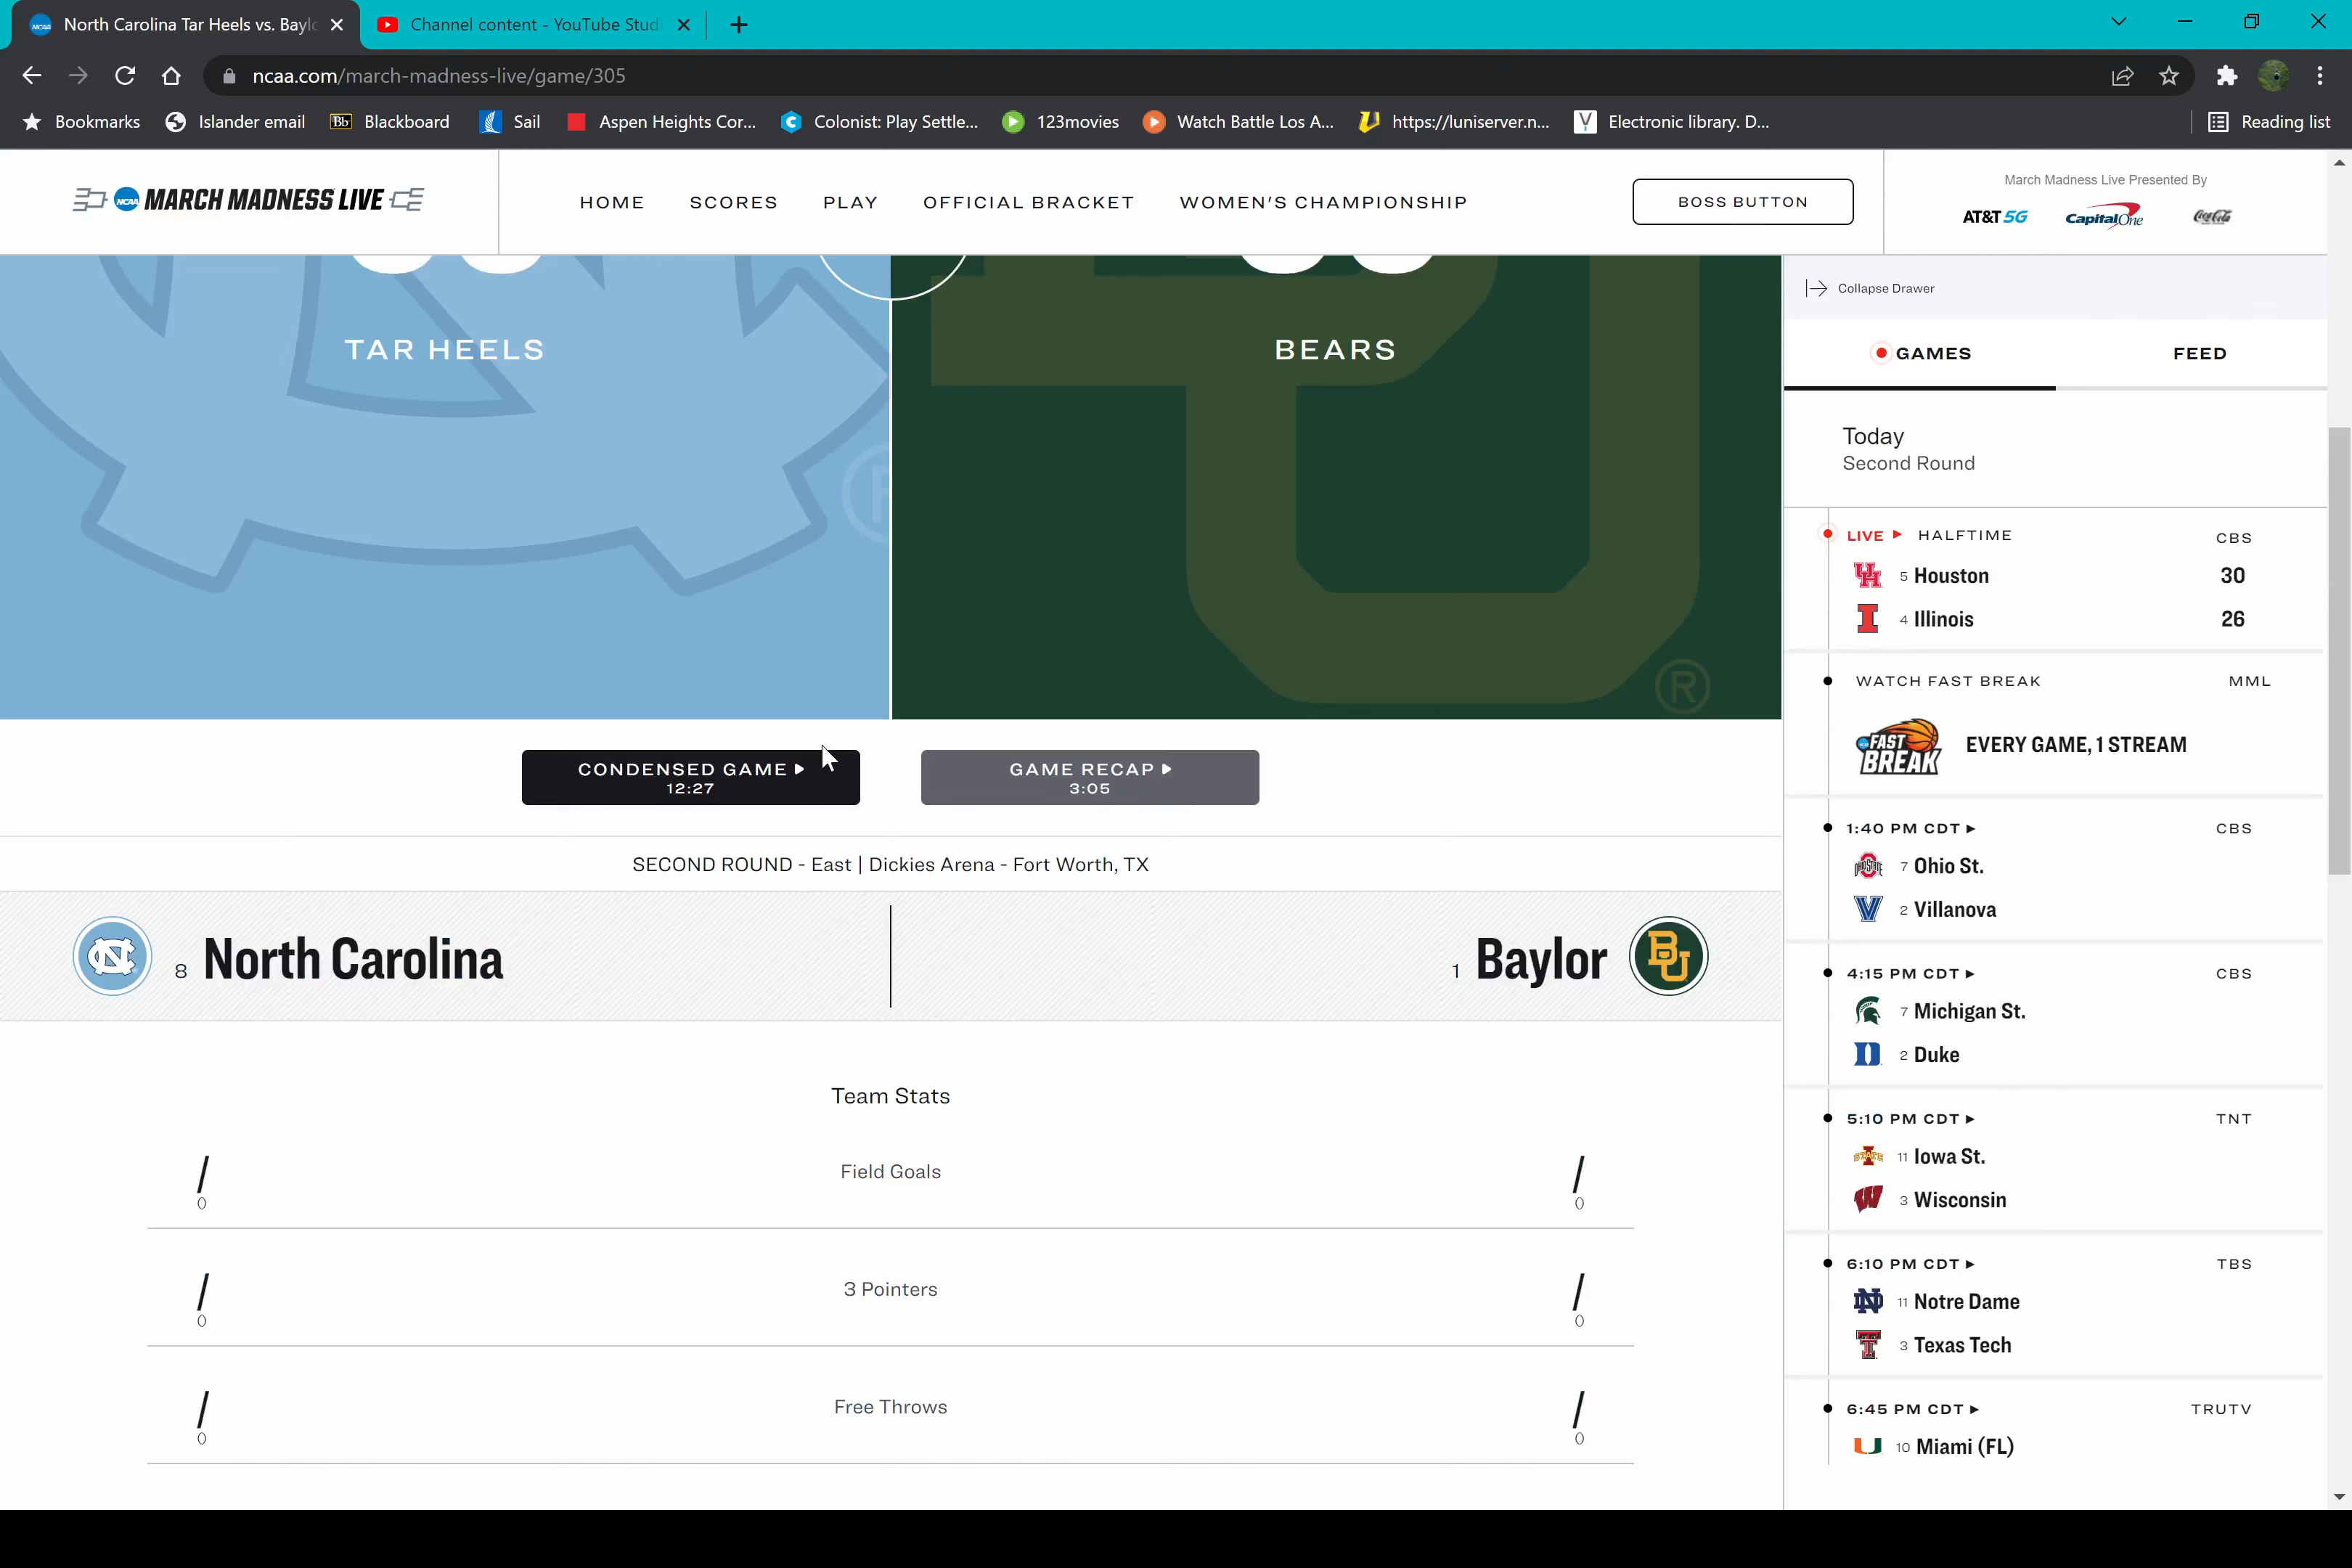 North Carolina Tar Heels vs. Baylo
Channel content - YouTube Stud
ncaa.com/march-madness-live/game/305
Bookmarks
Islander email
Bb Blackboard
Sail
Aspen Heights Cor...
Colonist: Play Settle...
123movies
Watch Battle Los A...
https://luniserver.n...
Electronic library. D...
Reading list
NCAA MARCH MADNESS LIVE
HOME
SCORES
PLAY
OFFICIAL BRACKET
WOMEN'S CHAMPIONSHIP
BOSS BUTTON
March Madness Live Presented By
AT&T 5G
Capital One
Coca-Cola
TAR HEELS
BEARS
CONDENSED GAME
12:27
GAME RECAP
3:05
SECOND ROUND - East | Dickies Arena - Fort Worth, TX
NC 8 North Carolina
1 Baylor BU
Team Stats
/ Field Goals /
0 0
/ 3 Pointers /
0 0
/ Free Throws /
0 0
Collapse Drawer
GAMES
FEED
Today
Second Round
LIVE HALFTIME CBS
5 Houston 30
4 Illinois 26
WATCH FAST BREAK MML
FAST BREAK
EVERY GAME, 1 STREAM
1:40 PM CDT CBS
7 Ohio St.
2 Villanova
4:15 PM CDT CBS
7 Michigan St.
2 Duke
5:10 PM CDT TNT
11 Iowa St.
3 Wisconsin
6:10 PM CDT TBS
11 Notre Dame
3 Texas Tech
6:45 PM CDT TRUTV
10 Miami (FL)